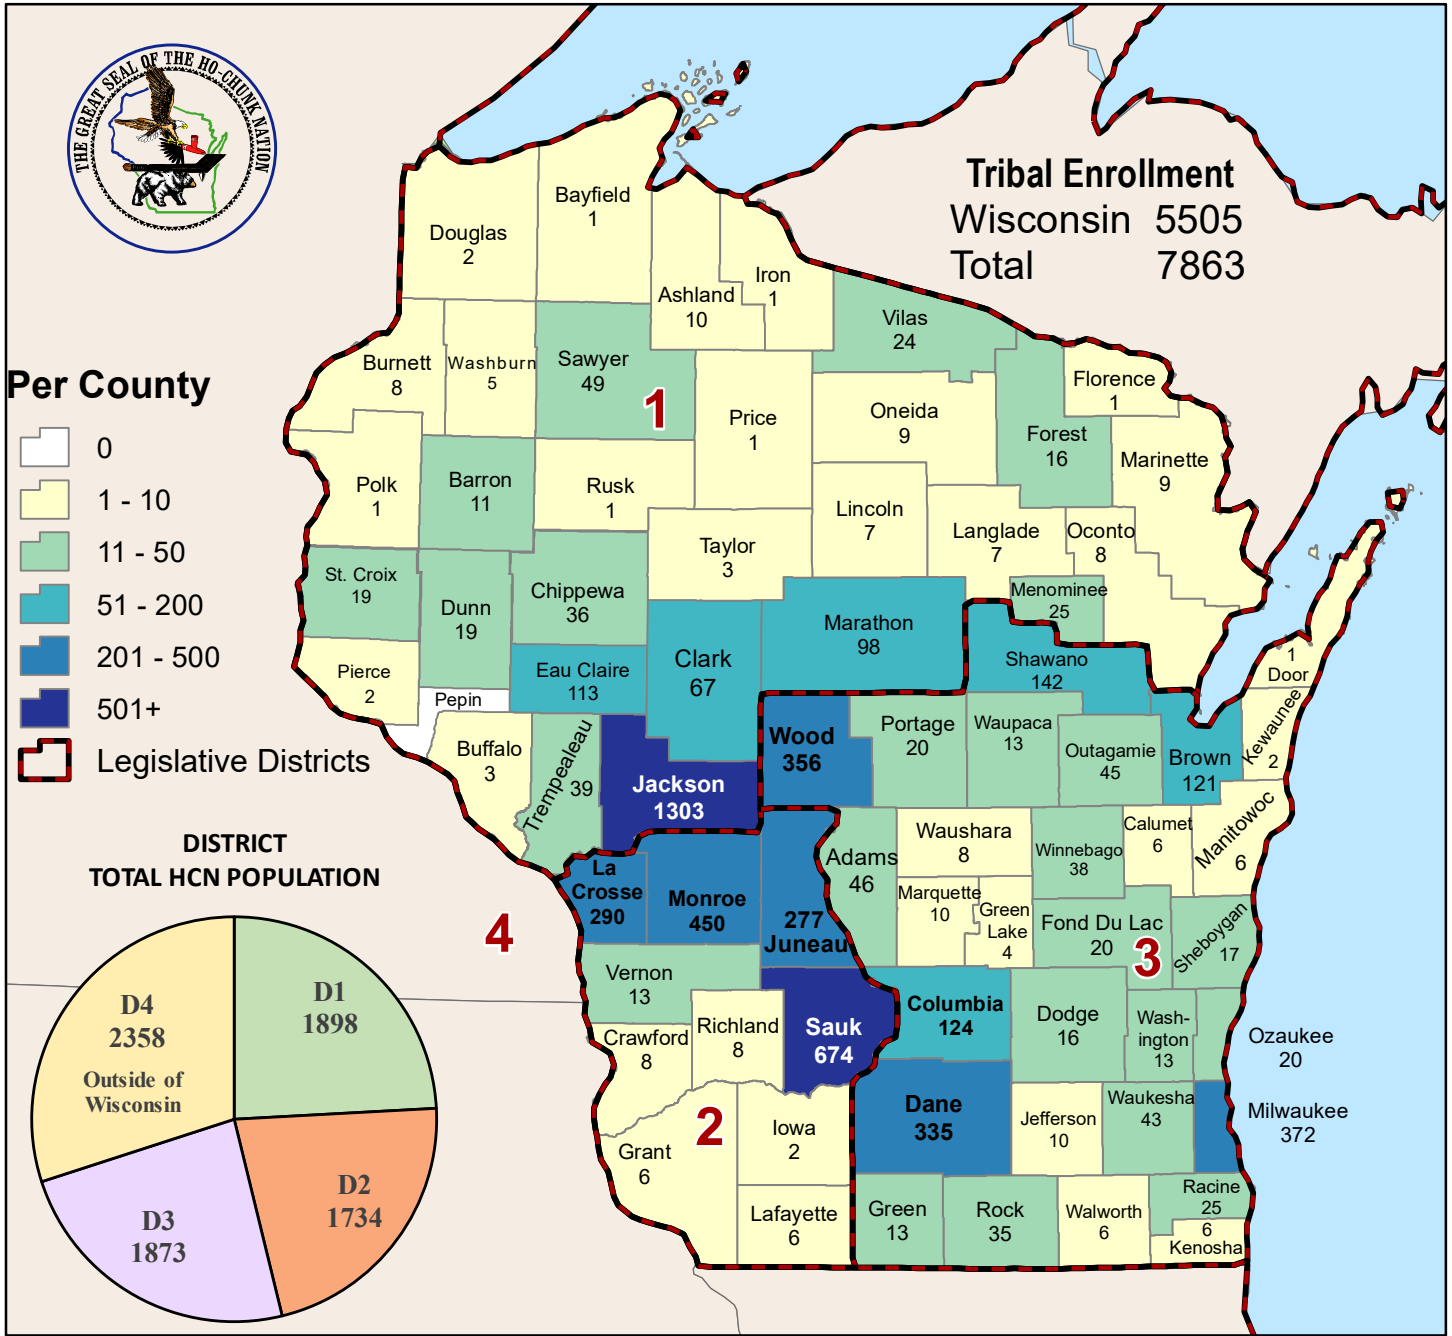 THE GREAT SEAL OF THE HO-CHUNK NATION
Tribal Enrollment
Wisconsin 5505
Total 7863
Per County
0
1 - 10
11 - 50
51 - 200
201 - 500
501+
Legislative Districts
Douglas
2
Bayfield
1
Ashland
10
Iron
1
Vilas
24
Burnett
8
Washburn
5
Sawyer
49
1
Price
1
Oneida
9
Forest
16
Florence
1
Marinette
9
Polk
1
Barron
11
Rusk
1
Lincoln
7
Langlade
7
Oconto
8
Taylor
3
St. Croix
19
Dunn
19
Chippewa
36
Menominee
25
Marathon
98
Clark
67
Eau Claire
113
Pierce
2
Pepin
Shawano
142
1
Door
Buffalo
3
Trempealeau
39
Jackson
1303
Wood
356
Portage
20
Waupaca
13
Outagamie
45
Brown
121
Kewaunee
2
Adams
46
Waushara
8
Winnebago
38
Calumet
6
Manitowoc
6
La
Crosse
290
Monroe
450
277
Juneau
Marquette
10
Green
Lake
4
Fond Du Lac
20
3
Sheboygan
17
4
Vernon
13
Crawford
8
Richland
8
Sauk
674
Columbia
124
Dodge
16
Wash-
ington
13
Ozaukee
20
2
Grant
6
Iowa
2
Lafayette
6
Dane
335
Jefferson
10
Waukesha
43
Milwaukee
372
Green
13
Rock
35
Walworth
6
Racine
25
6
Kenosha
DISTRICT
TOTAL HCN POPULATION
D4
2358
Outside of
Wisconsin
D1
1898
D3
1873
D2
1734